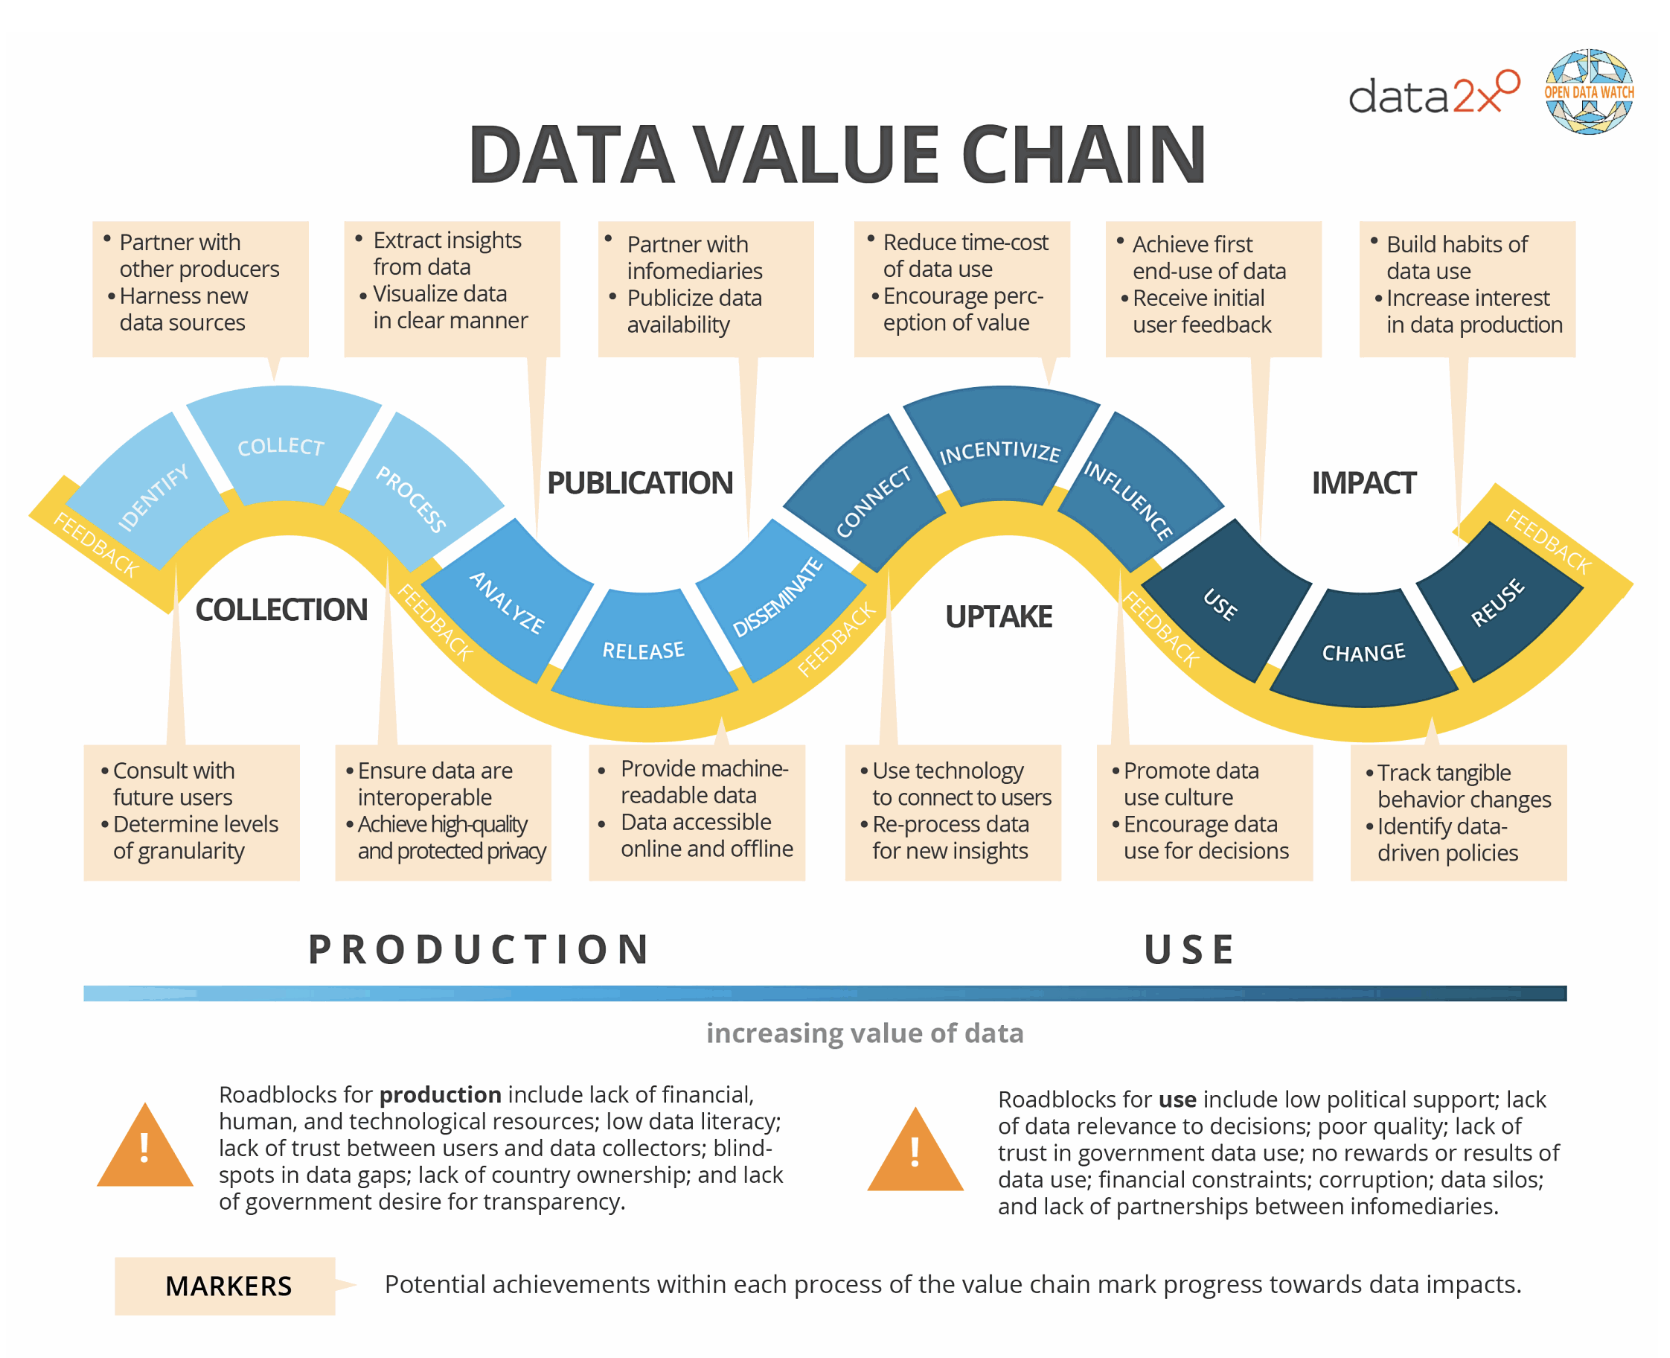 data2x
OPEN DATA WATCH
DATA VALUE CHAIN
• Partner with
other producers
• Harness new
data sources
• Extract insights
from data
• Visualize data
in clear manner
• Partner with
infomediaries
• Publicize data
availability
• Reduce time-cost
of data use
• Encourage perc-
eption of value
• Achieve first
end-use of data
• Receive initial
user feedback
• Build habits of
data use
• Increase interest
in data production
FEEDBACK
IDENTIFY
COLLECT
PROCESS
COLLECTION
FEEDBACK
ANALYZE
RELEASE
DISSEMINATE
PUBLICATION
FEEDBACK
CONNECT
INCENTIVIZE
INFLUENCE
UPTAKE
FEEDBACK
USE
CHANGE
REUSE
IMPACT
FEEDBACK
• Consult with
future users
• Determine levels
of granularity
• Ensure data are
interoperable
• Achieve high-quality
and protected privacy
• Provide machine-
readable data
• Data accessible
online and offline
• Use technology
to connect to users
• Re-process data
for new insights
• Promote data
use culture
• Encourage data
use for decisions
• Track tangible
behavior changes
• Identify data-
driven policies
PRODUCTION
USE
increasing value of data
!
Roadblocks for production include lack of financial,
human, and technological resources; low data literacy;
lack of trust between users and data collectors; blind-
spots in data gaps; lack of country ownership; and lack
of government desire for transparency.
!
Roadblocks for use include low political support; lack
of data relevance to decisions; poor quality; lack of
trust in government data use; no rewards or results of
data use; financial constraints; corruption; data silos;
and lack of partnerships between infomediaries.
MARKERS
Potential achievements within each process of the value chain mark progress towards data impacts.